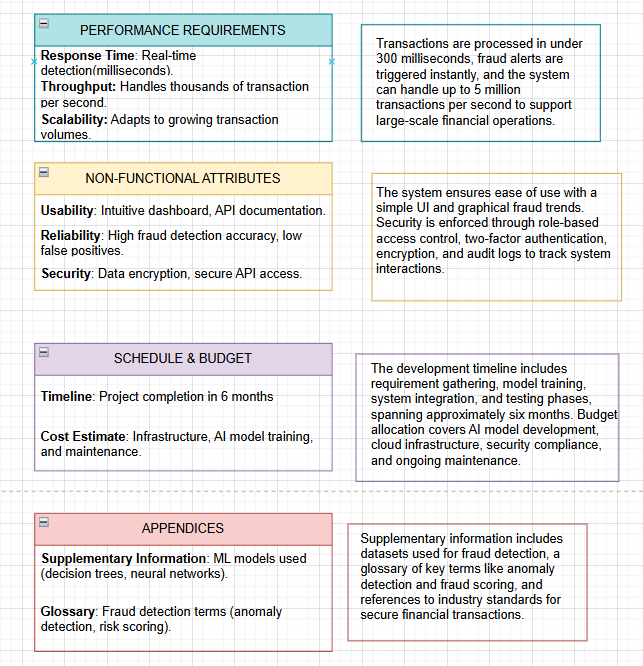 PERFORMANCE REQUIREMENTS
Response Time: Real-time
detection(milliseconds).
Throughput: Handles thousands of transaction
per second.
Scalability: Adapts to growing transaction
volumes.
Transactions are processed in under
300 milliseconds, fraud alerts are
triggered instantly, and the system
can handle up to 5 million
transactions per second to support
large-scale financial operations.
NON-FUNCTIONAL ATTRIBUTES
Usability: Intuitive dashboard, API documentation.
Reliability: High fraud detection accuracy, low
false positives.
Security: Data encryption, secure API access.
The system ensures ease of use with a
simple UI and graphical fraud trends.
Security is enforced through role-based
access control, two-factor authentication,
encryption, and audit logs to track system
interactions.
SCHEDULE & BUDGET
Timeline: Project completion in 6 months
Cost Estimate: Infrastructure, AI model training,
and maintenance.
The development timeline includes
requirement gathering, model training,
system integration, and testing phases,
spanning approximately six months. Budget
allocation covers AI model development,
cloud infrastructure, security compliance,
and ongoing maintenance.
APPENDICES
Supplementary Information: ML models used
(decision trees, neural networks).
Glossary: Fraud detection terms (anomaly
detection, risk scoring).
Supplementary information includes
datasets used for fraud detection, a
glossary of key terms like anomaly
detection and fraud scoring, and
references to industry standards for
secure financial transactions.